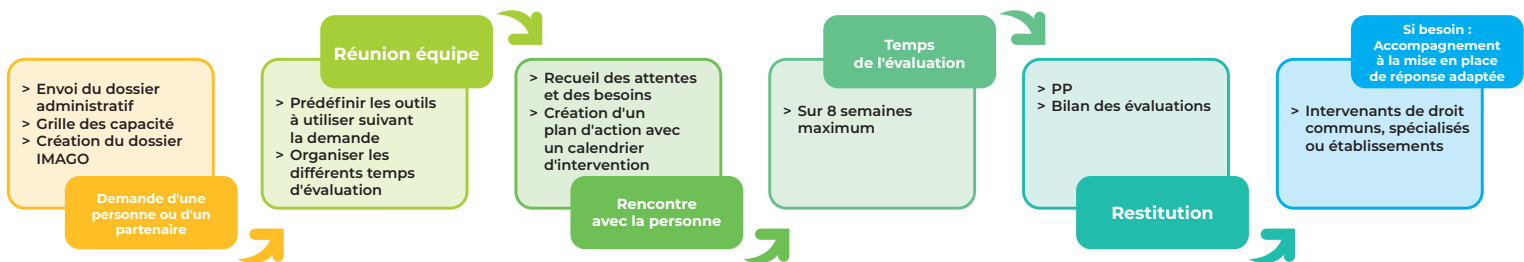 > Envoi du dossier
administratif
> Grille des capacité
> Création du dossier
IMAGO
Demande d'une
personne ou d'un
partenaire
Réunion équipe
> Prédéfinir les outils
à utiliser suivant
la demande
> Organiser les
différents temps
d'évaluation
> Recueil des attentes
et des besoins
> Création d'un
plan d'action avec
un calendrier
d'intervention
Rencontre
avec la personne
Temps
de l'évaluation
> Sur 8 semaines
maximum
> PP
> Bilan des évaluations
Restitution
Si besoin :
Accompagnement
à la mise en place
de réponse adaptée
> Intervenants de droit
communs, spécialisés
ou établissements